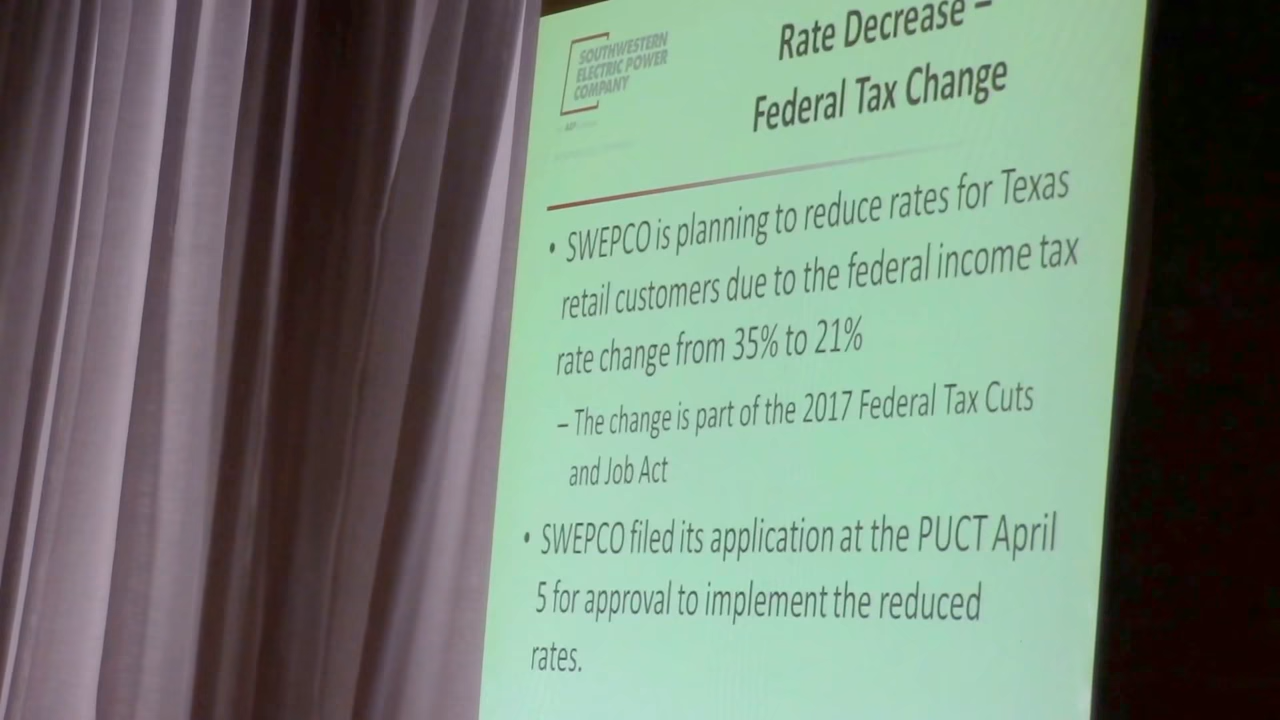 SOUTHWESTERN
ELECTRIC POWER
COMPANY
Rate Decrease –
Federal Tax Change
• SWEPCO is planning to reduce rates for Texas
retail customers due to the federal income tax
rate change from 35% to 21%
– The change is part of the 2017 Federal Tax Cuts
and Job Act
• SWEPCO filed its application at the PUCT April
5 for approval to implement the reduced
rates.